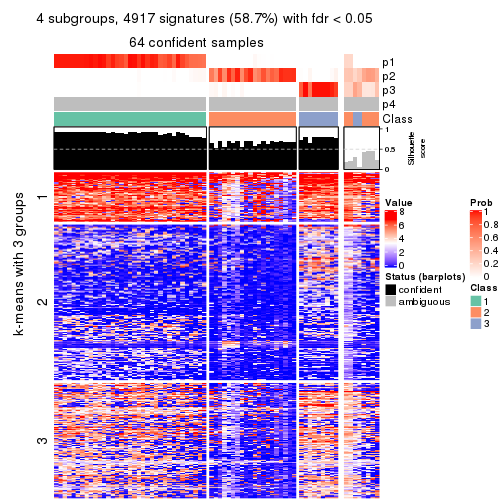 4 subgroups, 4917 signatures (58.7%) with fdr < 0.05
64 confident samples
p1
p2
p3
p4
Class
1
0.5
0
Silhouette
score
k-means with 3 groups
1
2
3
Value
8
6
4
2
0
Status (barplots)
confident
ambiguous
Prob
1
0.8
0.6
0.4
0.2
0
Class
1
2
3